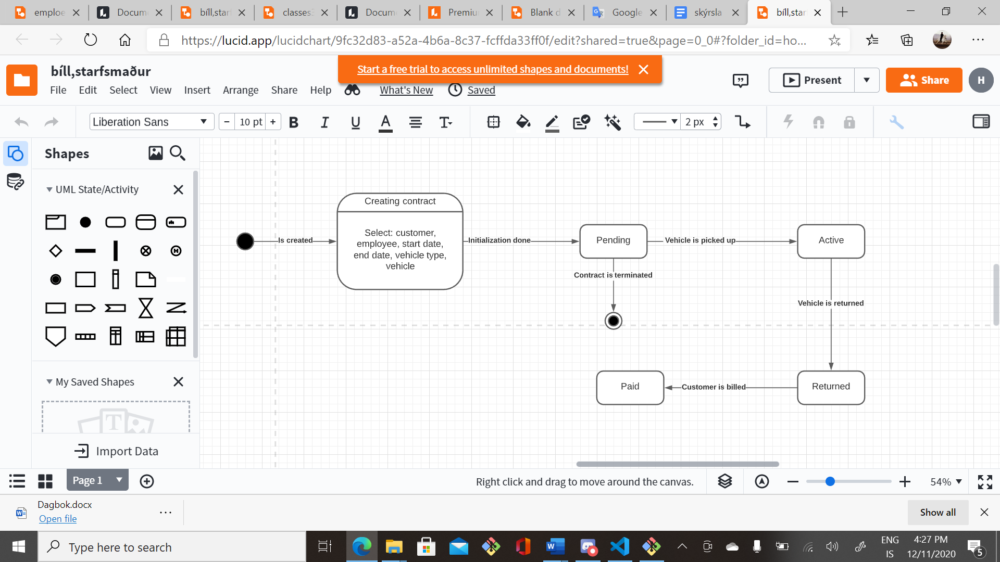 emploe
Docum
bíll,star
classes
Docume
Premiu
Blank d
Google
skýrsla
bíll,star
https://lucid.app/lucidchart/9fc32d83-a52a-4b6a-8c37-fcffda33ff0f/edit?shared=true&page=0_0#?folder_id=ho...
Start a free trial to access unlimited shapes and documents!
bíll,starfsmaður
File Edit Select View Insert Arrange Share Help What's New Saved
Present
Share
H
Liberation Sans
- 10 pt +
B I U A T
2 px
Shapes
UML State/Activity
My Saved Shapes
Import Data
Creating contract
Select: customer,
employee, start date,
end date, vehicle type,
vehicle
Is created
Initialization done
Pending
Vehicle is picked up
Active
Contract is terminated
Vehicle is returned
Paid
Customer is billed
Returned
Page 1
Right click and drag to move around the canvas.
54%
Dagbok.docx
Open file
Show all
Type here to search
ENG
IS
4:27 PM
12/11/2020
5